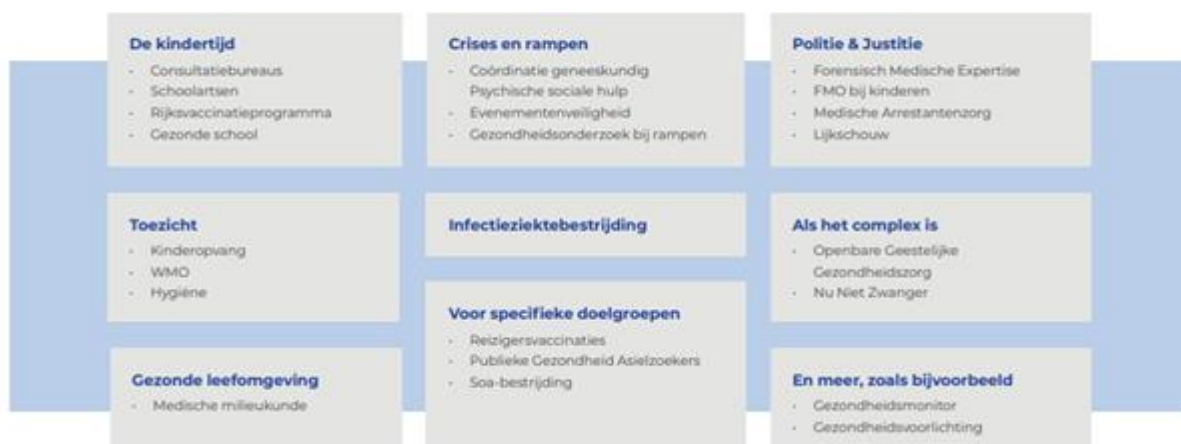 De kindertijd
- Consultatiebureaus
- Schoolartsen
- Rijksvaccinatieprogramma
- Gezonde school
Crises en rampen
- Coördinatie geneeskundig
Psychische sociale hulp
- Evenementenveiligheid
- Gezondheidsonderzoek bij rampen
Politie & Justitie
- Forensisch Medische Expertise
- FMO bij kinderen
- Medische Arrestantenzorg
- Lijkschouw
Toezicht
- Kinderopvang
- WMO
- Hygiëne
Infectieziektebestrijding
Als het complex is
- Openbare Geestelijke
Gezondheidszorg
- Nu Niet Zwanger
Voor specifieke doelgroepen
- Reizigersvaccinaties
- Publieke Gezondheid Asielzoekers
- Soa-bestrijding
Gezonde leefomgeving
- Medische milieukunde
En meer, zoals bijvoorbeeld
- Gezondheidsmonitor
- Gezondheidsvoorlichting